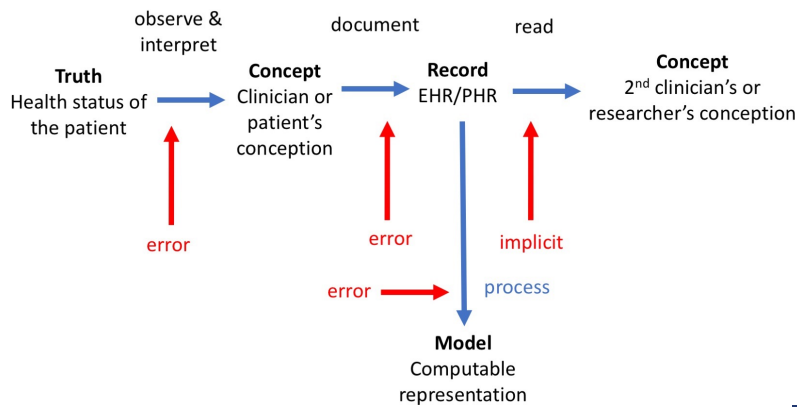 observe &
interpret
document
read
Truth
Health status of
the patient
Concept
Clinician or
patient's
conception
Record
EHR/PHR
Concept
2nd clinician's or
researcher's conception
error
error
implicit
error
process
Model
Computable
representation